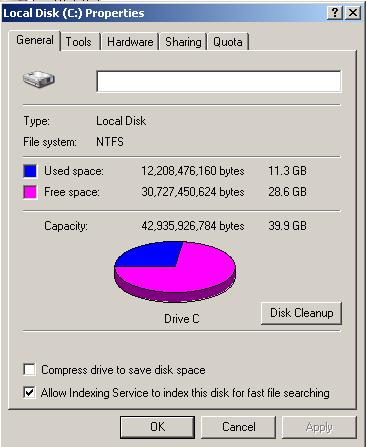 Local Disk (C:) Properties
General Tools Hardware Sharing Quota
Type: Local Disk
File system: NTFS
Used space: 12,208,476,160 bytes 11.3 GB
Free space: 30,727,450,624 bytes 28.6 GB
Capacity: 42,935,926,784 bytes 39.9 GB
Drive C
Disk Cleanup
Compress drive to save disk space
Allow Indexing Service to index this disk for fast file searching
OK Cancel Apply